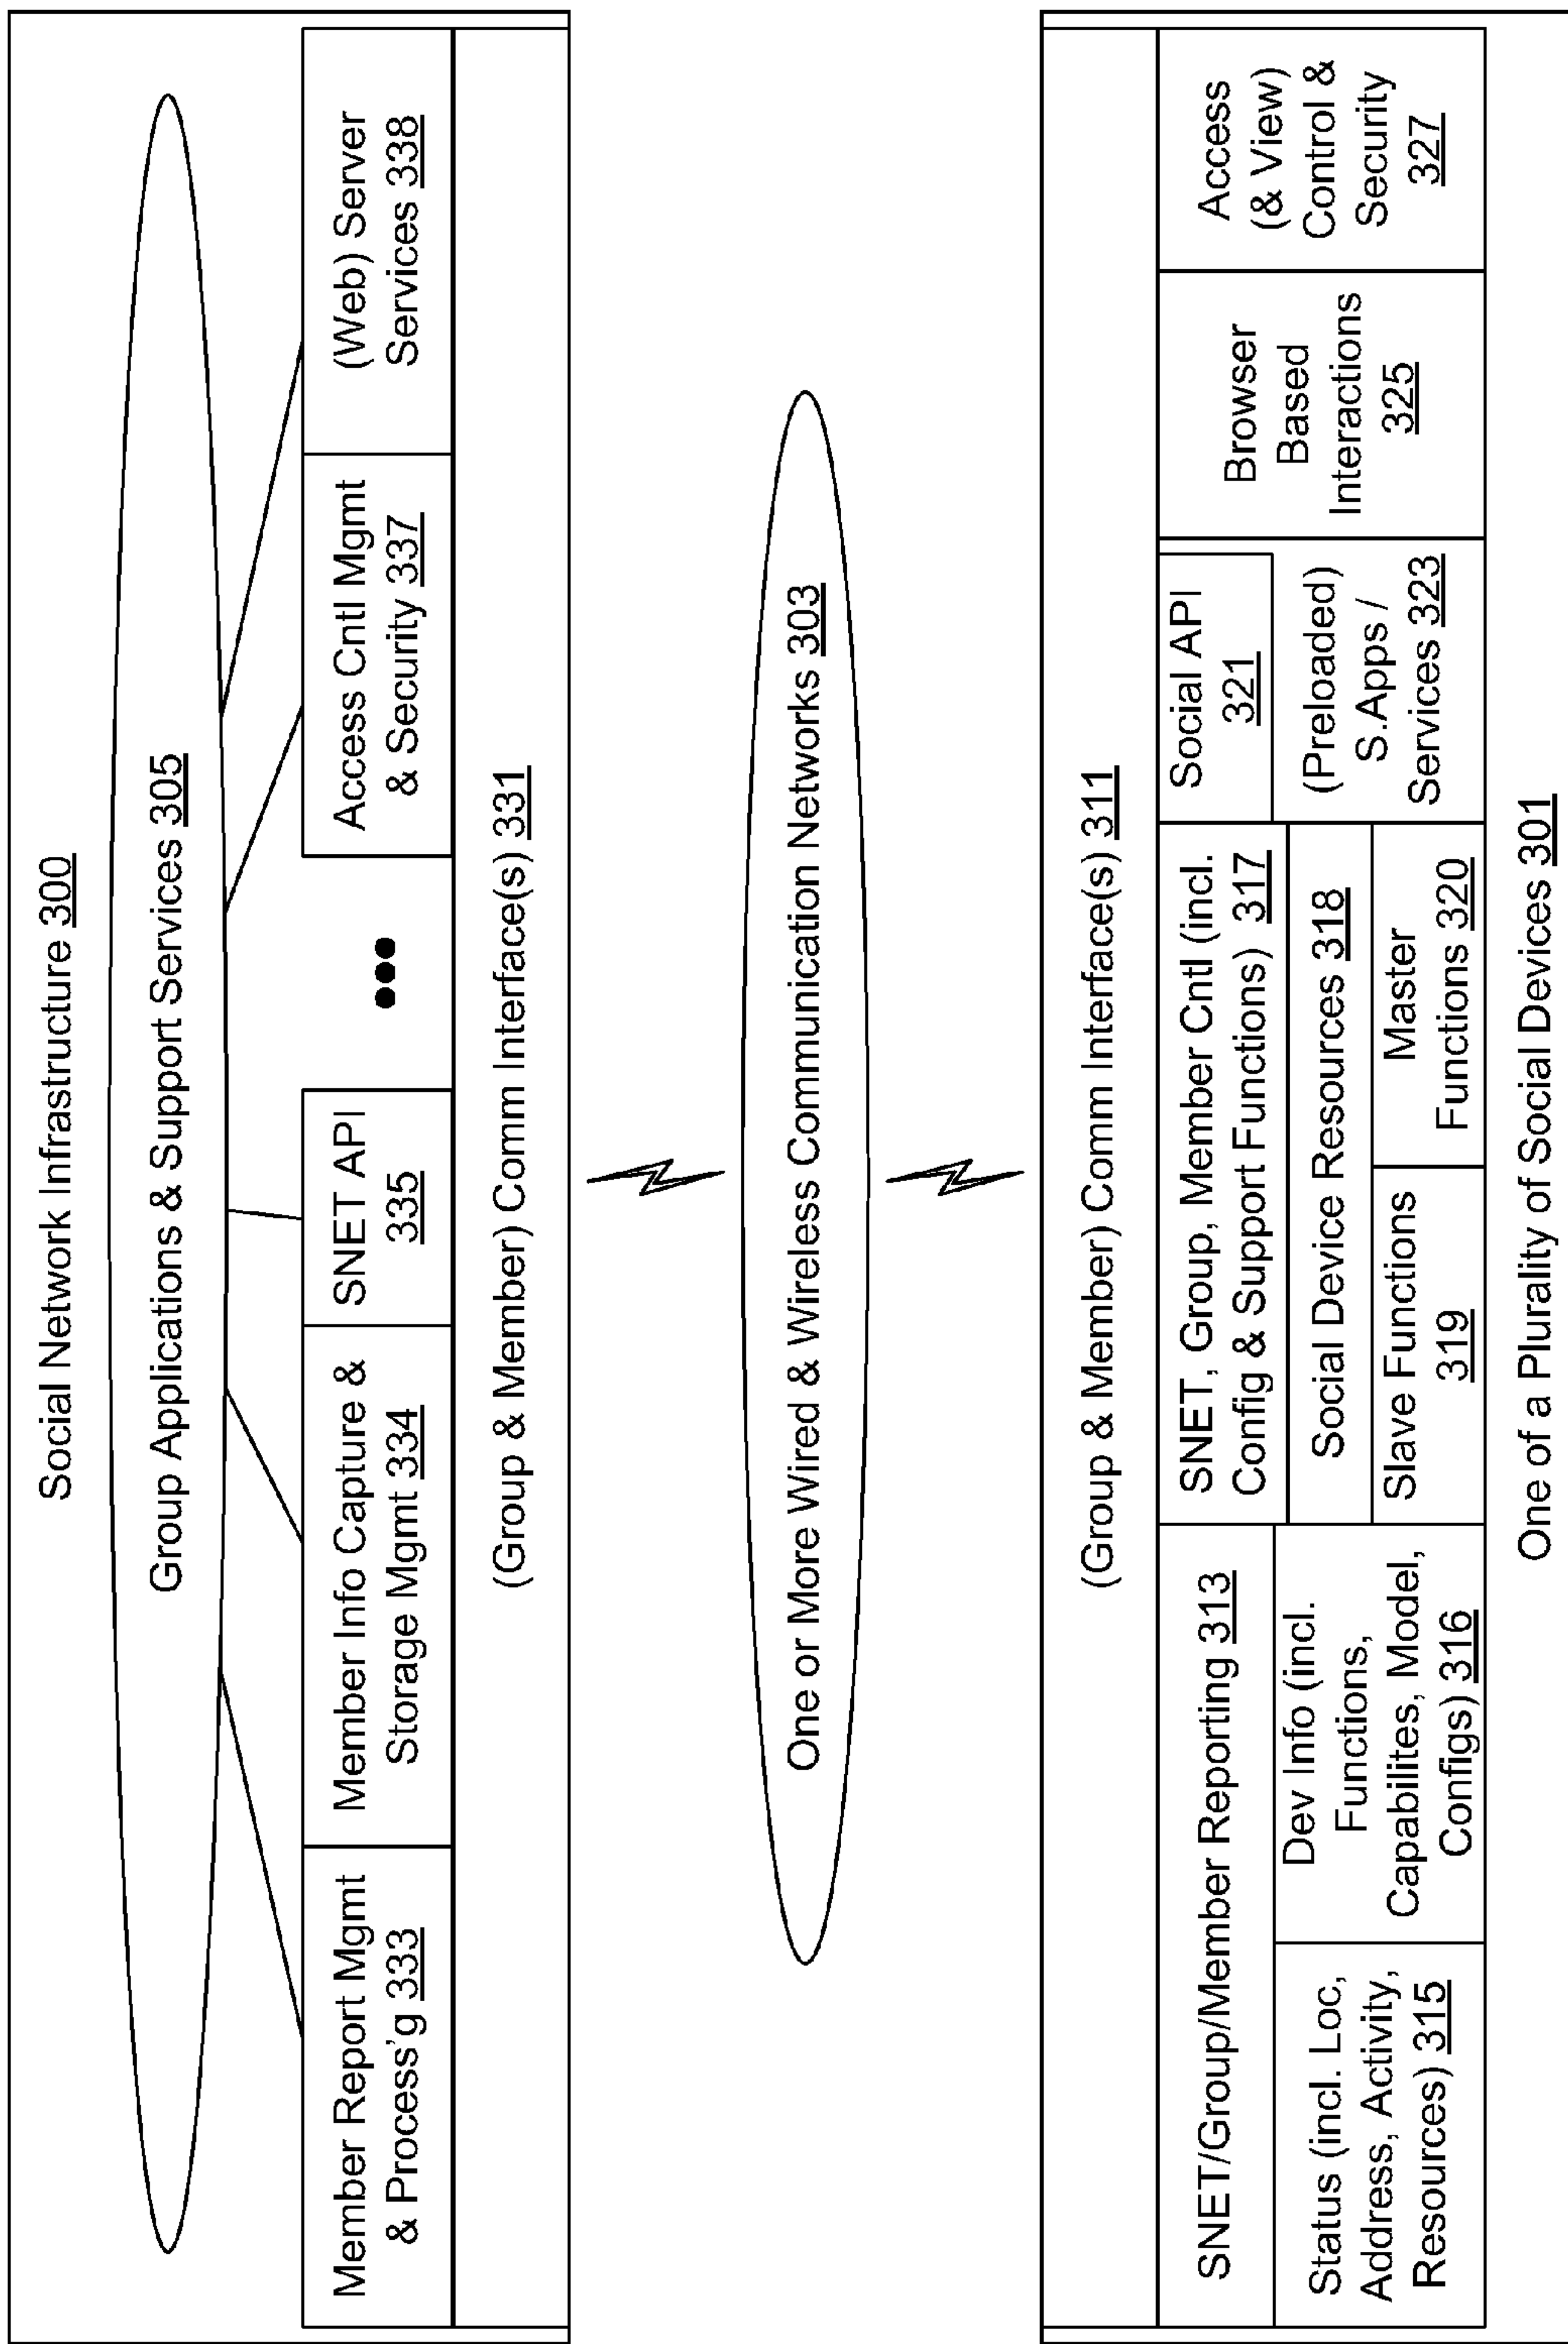 Social Network Infrastructure 300
Group Applications & Support Services 305
Member Report Mgmt
& Process'g 333
Member Info Capture &
Storage Mgmt 334
SNET API
335
Access Cntl Mgmt
& Security 337
(Web) Server
Services 338
(Group & Member) Comm Interface(s) 331
One or More Wired & Wireless Communication Networks 303
(Group & Member) Comm Interface(s) 311
SNET/Group/Member Reporting 313
Status (incl. Loc,
Address, Activity,
Resources) 315
Dev Info (incl.
Functions,
Capabilites, Model,
Configs) 316
SNET, Group, Member Cntl (incl.
Config & Support Functions) 317
Social Device Resources 318
Slave Functions
319
Master
Functions 320
Social API
321
(Preloaded)
S.Apps /
Services 323
Browser
Based
Interactions
325
Access
(& View)
Control &
Security
327
One of a Plurality of Social Devices 301